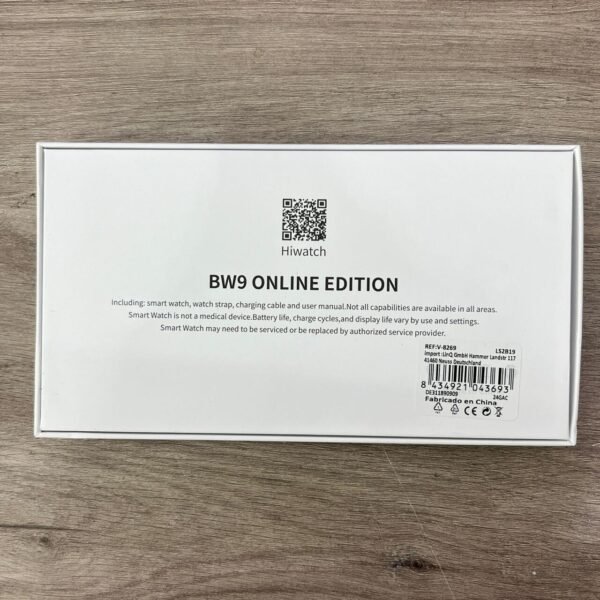 Hiwatch
BW9 ONLINE EDITION
Including: smart watch, watch strap, charging cable and user manual.Not all capabilities are available in all areas.
Smart Watch is not a medical device.Battery life, charge cycles,and display life vary by use and settings.
Smart Watch may need to be serviced or be replaced by authorized service provider.
REF:V-8269 LS2B19
import :LinQ GmbH Hammer Landstr 117
41460 Neuss Deutschland
8 434921 043693
DE311890909 24GAC
Fabricado en China
CE